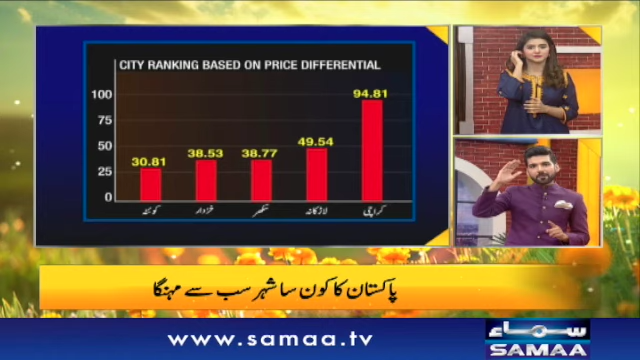 CITY RANKING BASED ON PRICE DIFFERENTIAL
100
75
50
25
0
30.81
38.53
38.77
49.54
94.81
کوئٹہ
خزدار
سکھر
لاڑکانہ
کراچی
پاکستان کا کون سا شہر سب سے مہنگا
www.samaa.tv
سماء
SAMAA